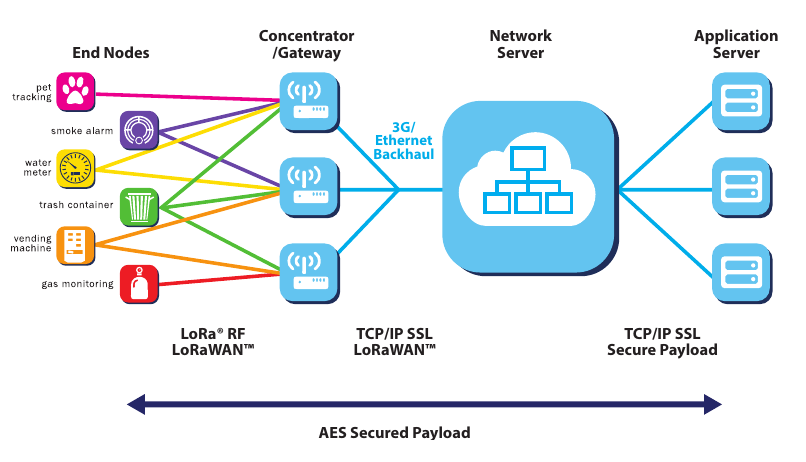 End Nodes
Concentrator
/Gateway
Network
Server
Application
Server
pet
tracking
smoke alarm
water
meter
trash container
vending
machine
gas monitoring
3G/
Ethernet
Backhaul
LoRa® RF
LoRaWAN™
TCP/IP SSL
LoRaWAN™
TCP/IP SSL
Secure Payload
AES Secured Payload